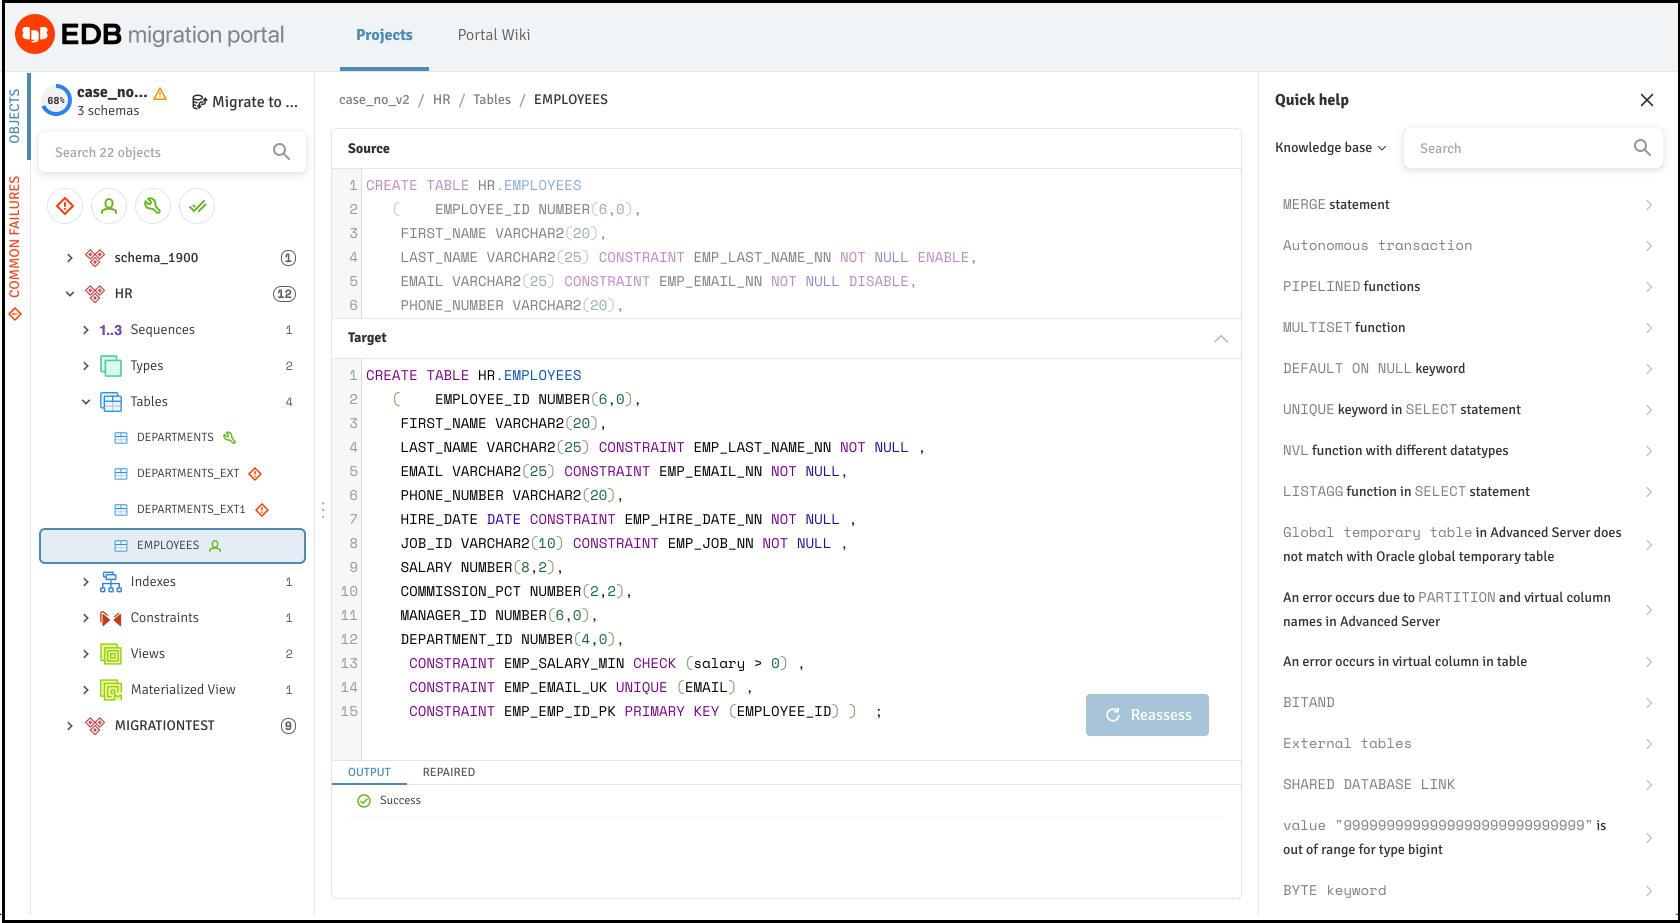 EDB migration portal
Projects
Portal Wiki
OBJECTS
COMMON FAILURES
68%
case_no...
3 schemas
Migrate to ...
Search 22 objects
schema_1900 1
HR 12
1..3 Sequences 1
Types 2
Tables 4
DEPARTMENTS
DEPARTMENTS_EXT
DEPARTMENTS_EXT1
EMPLOYEES
Indexes 1
Constraints 1
Views 2
Materialized View 1
MIGRATIONTEST 9
case_no_v2 / HR / Tables / EMPLOYEES
Source
1 CREATE TABLE HR.EMPLOYEES
2 ( EMPLOYEE_ID NUMBER(6,0),
3 FIRST_NAME VARCHAR2(20),
4 LAST_NAME VARCHAR2(25) CONSTRAINT EMP_LAST_NAME_NN NOT NULL ENABLE,
5 EMAIL VARCHAR2(25) CONSTRAINT EMP_EMAIL_NN NOT NULL DISABLE,
6 PHONE_NUMBER VARCHAR2(20),
Target
1 CREATE TABLE HR.EMPLOYEES
2 ( EMPLOYEE_ID NUMBER(6,0),
3 FIRST_NAME VARCHAR2(20),
4 LAST_NAME VARCHAR2(25) CONSTRAINT EMP_LAST_NAME_NN NOT NULL ,
5 EMAIL VARCHAR2(25) CONSTRAINT EMP_EMAIL_NN NOT NULL,
6 PHONE_NUMBER VARCHAR2(20),
7 HIRE_DATE DATE CONSTRAINT EMP_HIRE_DATE_NN NOT NULL ,
8 JOB_ID VARCHAR2(10) CONSTRAINT EMP_JOB_NN NOT NULL ,
9 SALARY NUMBER(8,2),
10 COMMISSION_PCT NUMBER(2,2),
11 MANAGER_ID NUMBER(6,0),
12 DEPARTMENT_ID NUMBER(4,0),
13 CONSTRAINT EMP_SALARY_MIN CHECK (salary > 0) ,
14 CONSTRAINT EMP_EMAIL_UK UNIQUE (EMAIL) ,
15 CONSTRAINT EMP_EMP_ID_PK PRIMARY KEY (EMPLOYEE_ID) ) ;
Reassess
OUTPUT
REPAIRED
Success
Quick help
Knowledge base
Search
MERGE statement
Autonomous transaction
PIPELINED functions
MULTISET function
DEFAULT ON NULL keyword
UNIQUE keyword in SELECT statement
NVL function with different datatypes
LISTAGG function in SELECT statement
Global temporary table in Advanced Server does
not match with Oracle global temporary table
An error occurs due to PARTITION and virtual column
names in Advanced Server
An error occurs in virtual column in table
BITAND
External tables
SHARED DATABASE LINK
value "9999999999999999999999999999" is
out of range for type bigint
BYTE keyword